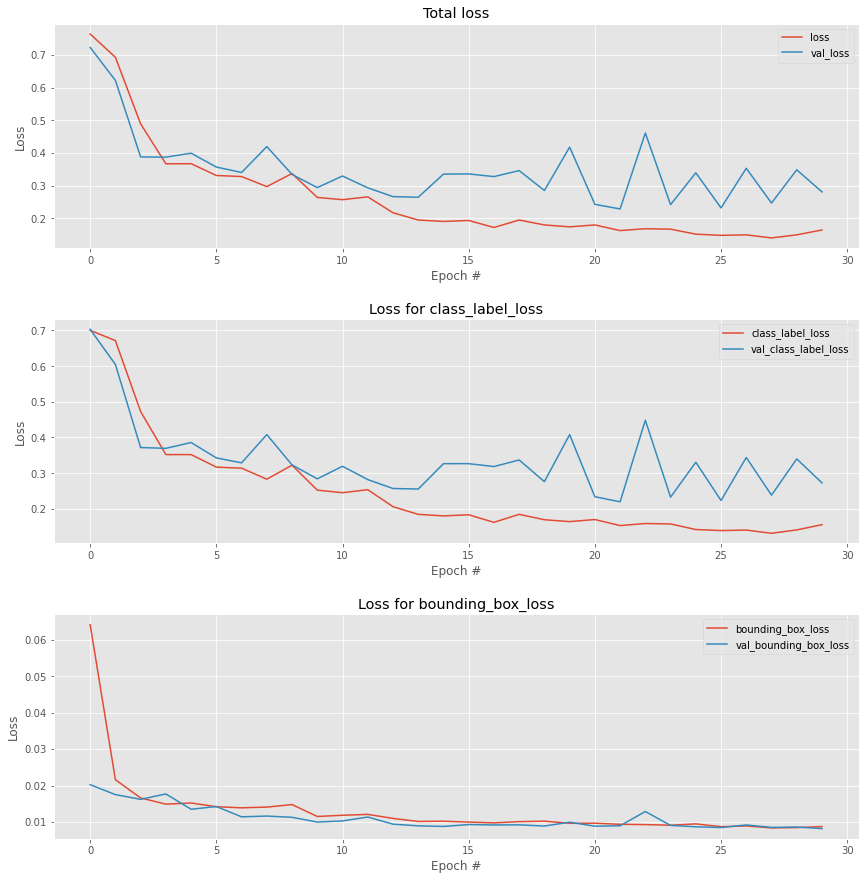 Total loss
loss
val_loss
0.7
0.6
0.5
0.4
0.3
0.2
Loss
0 5 10 15 20 25 30
Epoch #
Loss for class_label_loss
class_label_loss
val_class_label_loss
0.7
0.6
0.5
0.4
0.3
0.2
Loss
0 5 10 15 20 25 30
Epoch #
Loss for bounding_box_loss
bounding_box_loss
val_bounding_box_loss
0.06
0.05
0.04
0.03
0.02
0.01
Loss
0 5 10 15 20 25 30
Epoch #